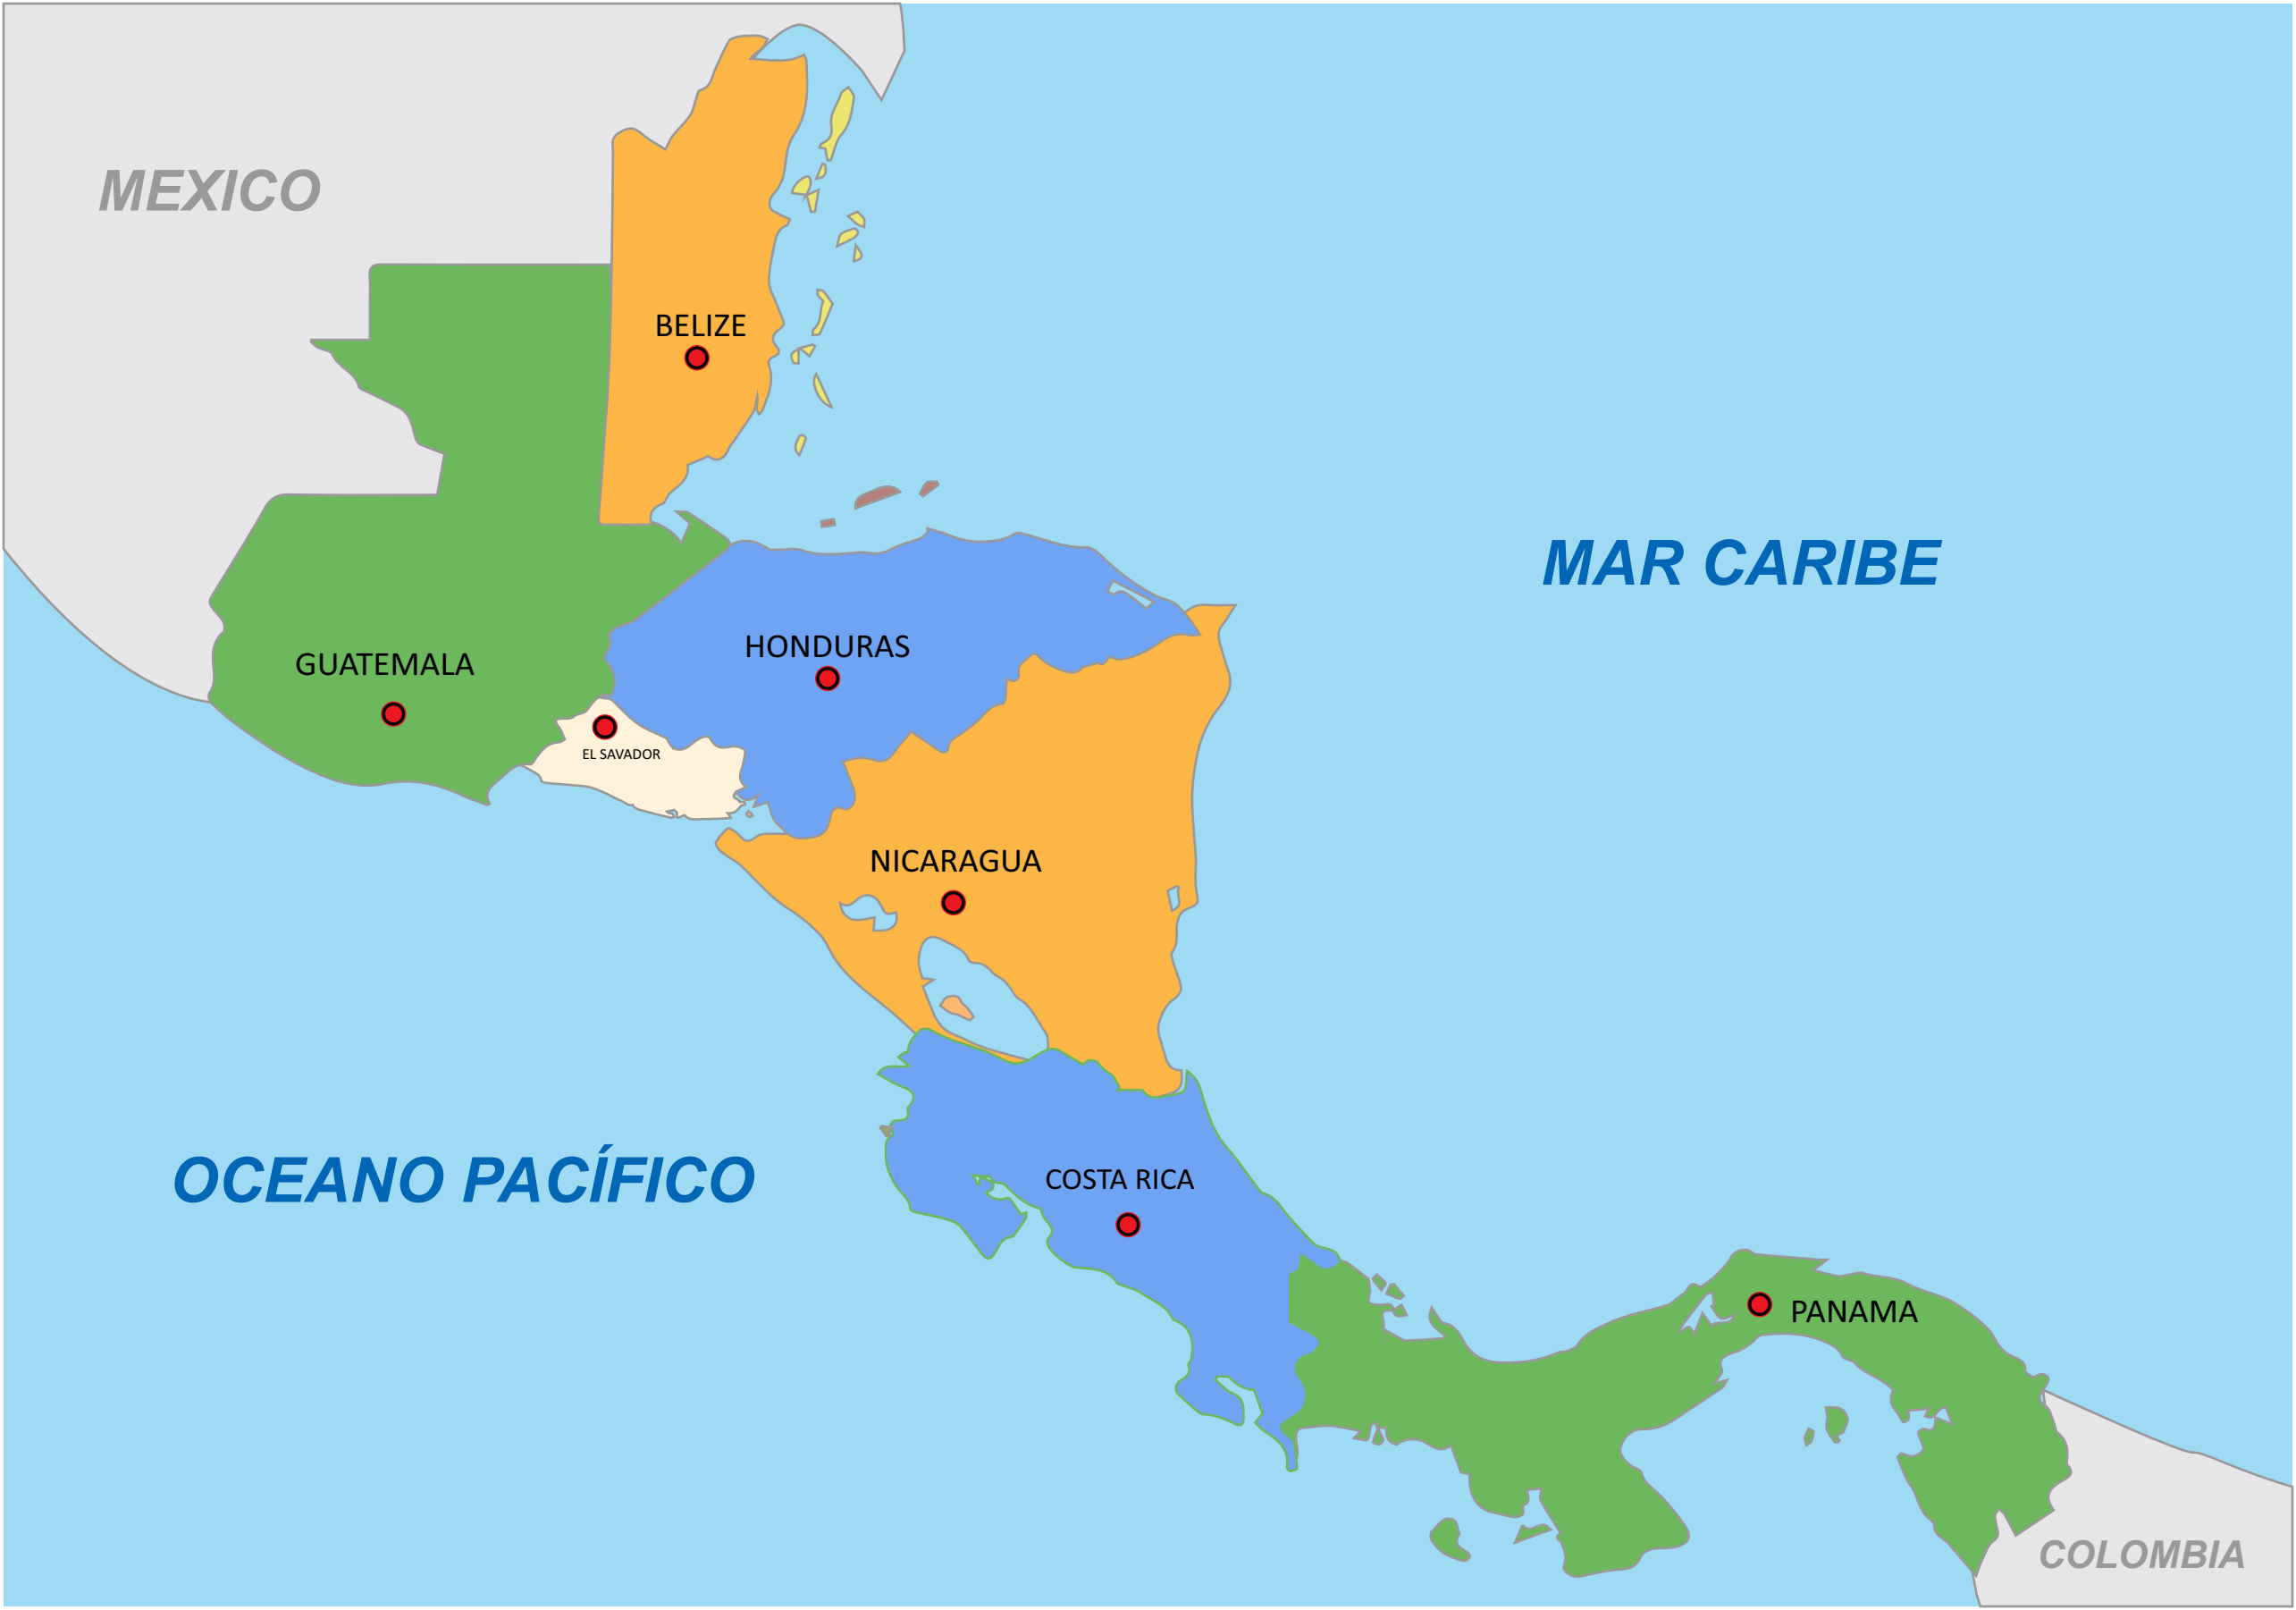 MEXICO
BELIZE
MAR CARIBE
HONDURAS
GUATEMALA
EL SAVADOR
NICARAGUA
OCEANO PACÍFICO
COSTA RICA
PANAMA
COLOMBIA